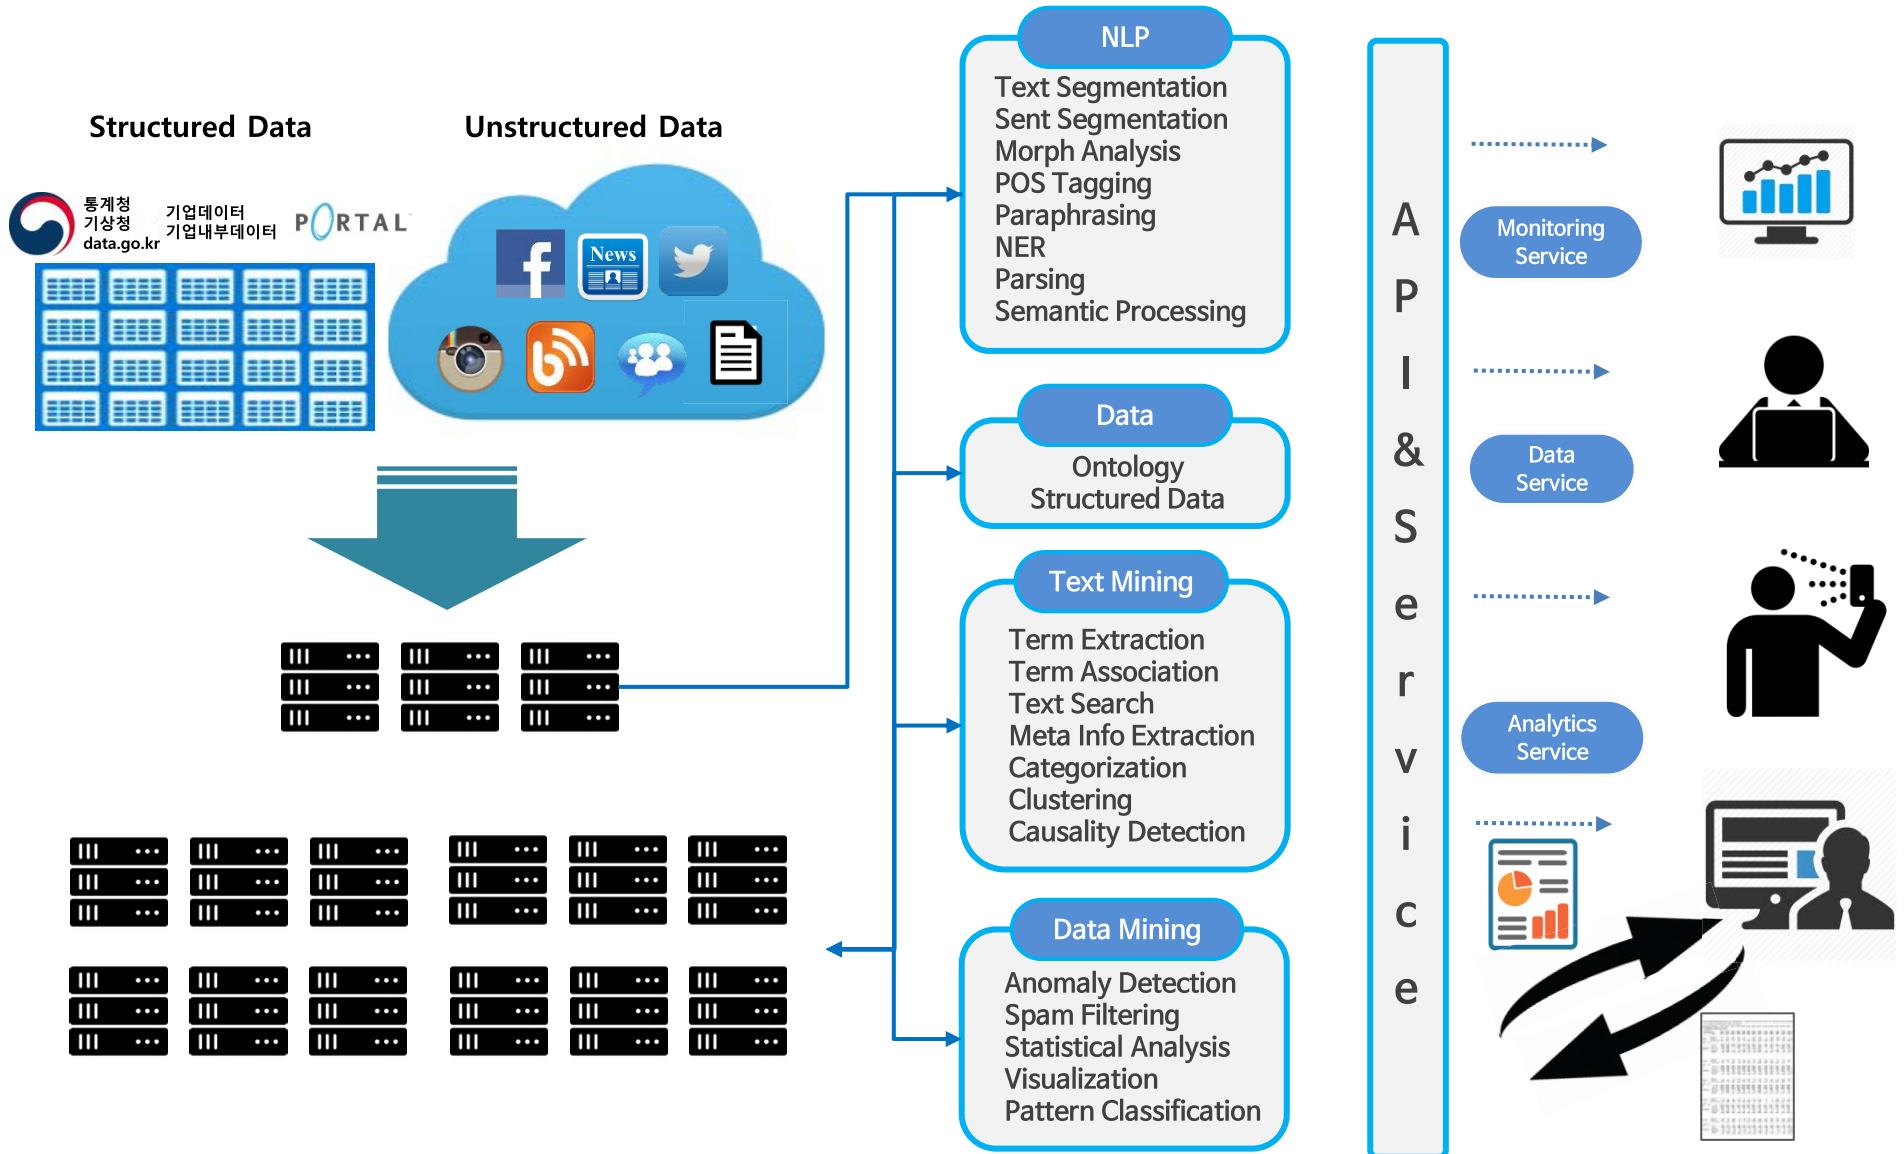 Structured Data
Unstructured Data
통계청
기상청
data.go.kr
기업데이터
기업내부데이터
PORTAL
News
NLP
Text Segmentation
Sent Segmentation
Morph Analysis
POS Tagging
Paraphrasing
NER
Parsing
Semantic Processing
Data
Ontology
Structured Data
Text Mining
Term Extraction
Term Association
Text Search
Meta Info Extraction
Categorization
Clustering
Causality Detection
Data Mining
Anomaly Detection
Spam Filtering
Statistical Analysis
Visualization
Pattern Classification
API&Service
Monitoring
Service
Data
Service
Analytics
Service